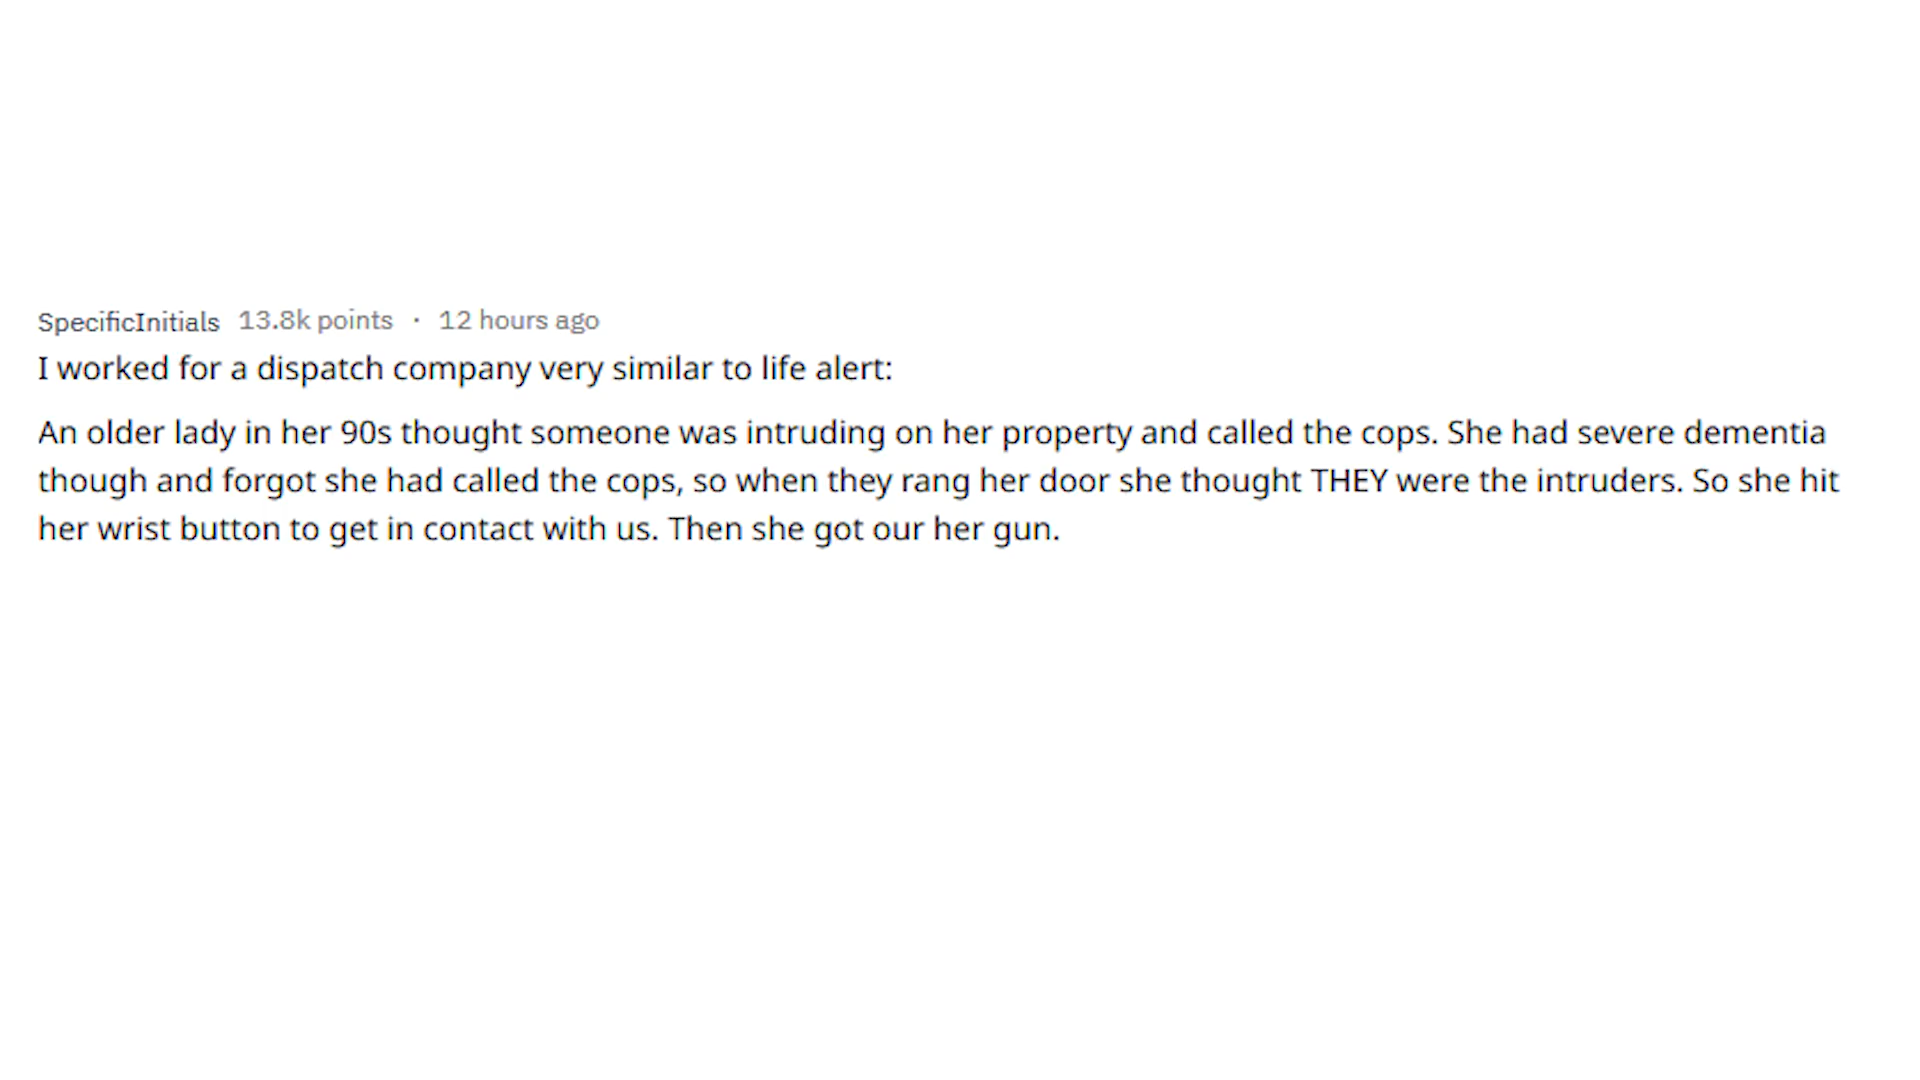 SpecificInitials 13.8k points · 12 hours ago
I worked for a dispatch company very similar to life alert:
An older lady in her 90s thought someone was intruding on her property and called the cops. She had severe dementia
though and forgot she had called the cops, so when they rang her door she thought THEY were the intruders. So she hit
her wrist button to get in contact with us. Then she got our her gun.